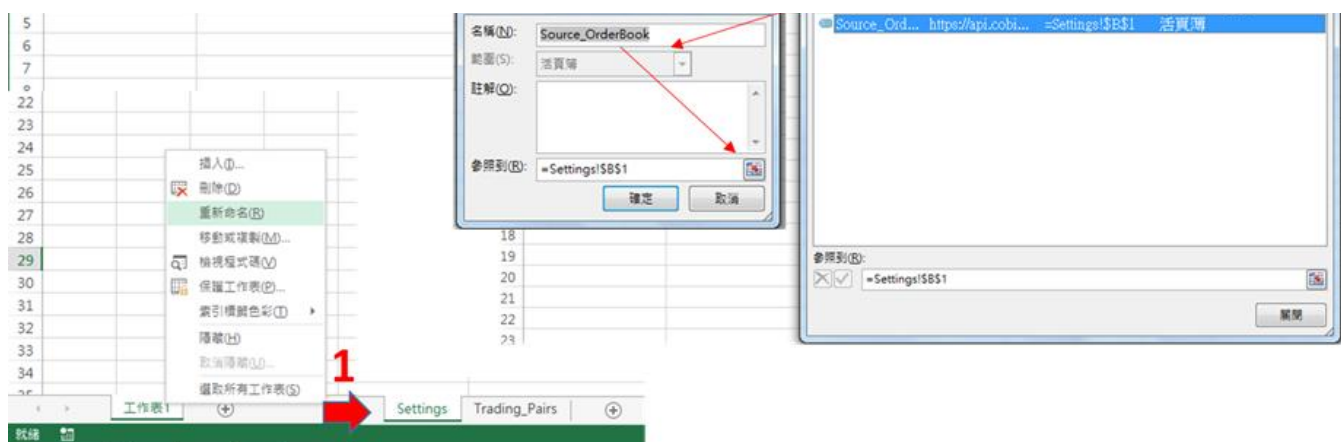 5
6
7
22
23
24
25
26
27
28
29
30
31
32
33
34
插入(I)...
刪除(D)
重新命名(R)
移動或複製(M)...
檢視程式碼(V)
保護工作表(P)...
索引標籤色彩(T)
隱藏(H)
取消隱藏(U)...
選取所有工作表(S)
工作表1
1
Settings Trading_Pairs
就緒
名稱(N): Source_OrderBook
範圍(S): 活頁簿
註解(O):
參照到(R): =Settings!$B$1
確定 取消
18
19
20
21
22
23
Source_Ord... https://api.cobi... =Settings!$B$1 活頁簿
參照到(R):
=Settings!$B$1
關閉